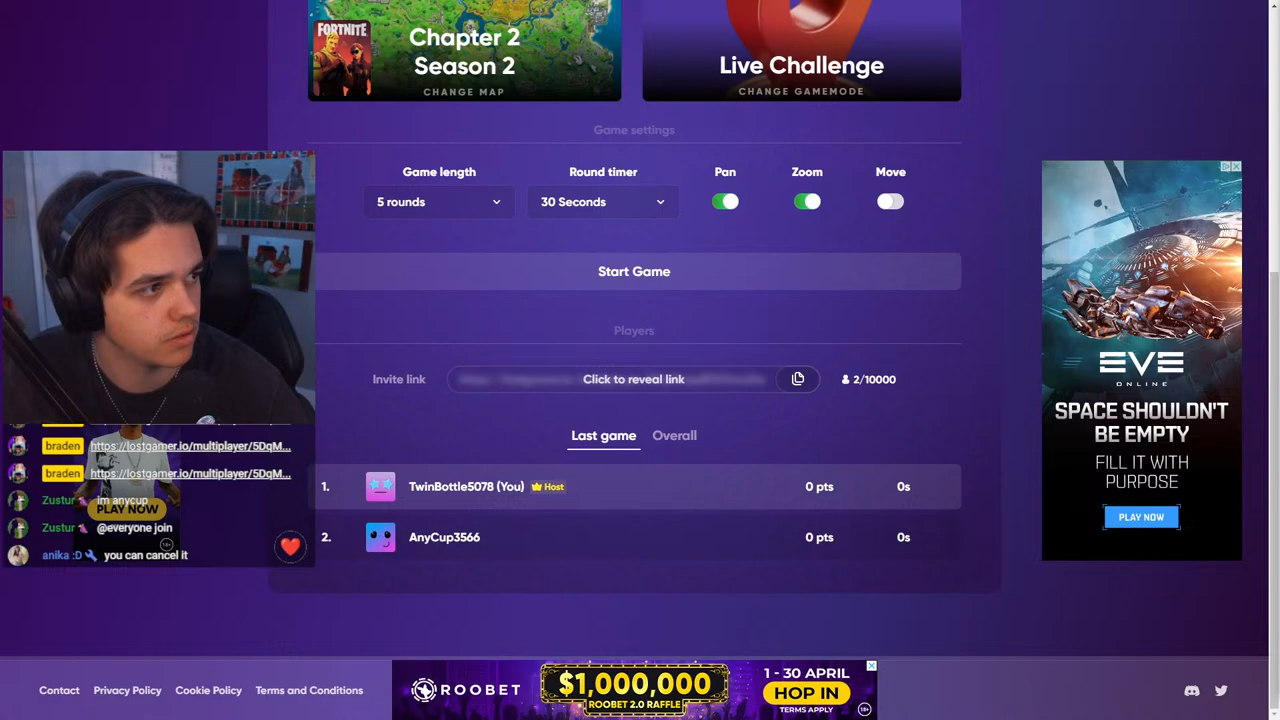 FORTNITE
Chapter 2
Season 2
CHANGE MAP
Live Challenge
CHANGE GAMEMODE
Game settings
Game length
Round timer
Pan
Zoom
Move
5 rounds
30 Seconds
Start Game
Players
Invite link
Click to reveal link
2/10000
Last game
Overall
1.
TwinBottle5078 (You)
Host
0 pts
0s
2.
AnyCup3566
0 pts
0s
braden https://lostgamer.io/multiplayer/5DqM...
braden https://lostgamer.io/multiplayer/5DqM...
Zustur im anycup
PLAY NOW
Zustur @everyone join
18+
anika :D you can cancel it
EVE
ONLINE
SPACE SHOULDN'T
BE EMPTY
FILL IT WITH
PURPOSE
PLAY NOW
Contact
Privacy Policy
Cookie Policy
Terms and Conditions
ROOBET
$1,000,000
ROOBET 2.0 RAFFLE
1 - 30 APRIL
HOP IN
TERMS APPLY
18+